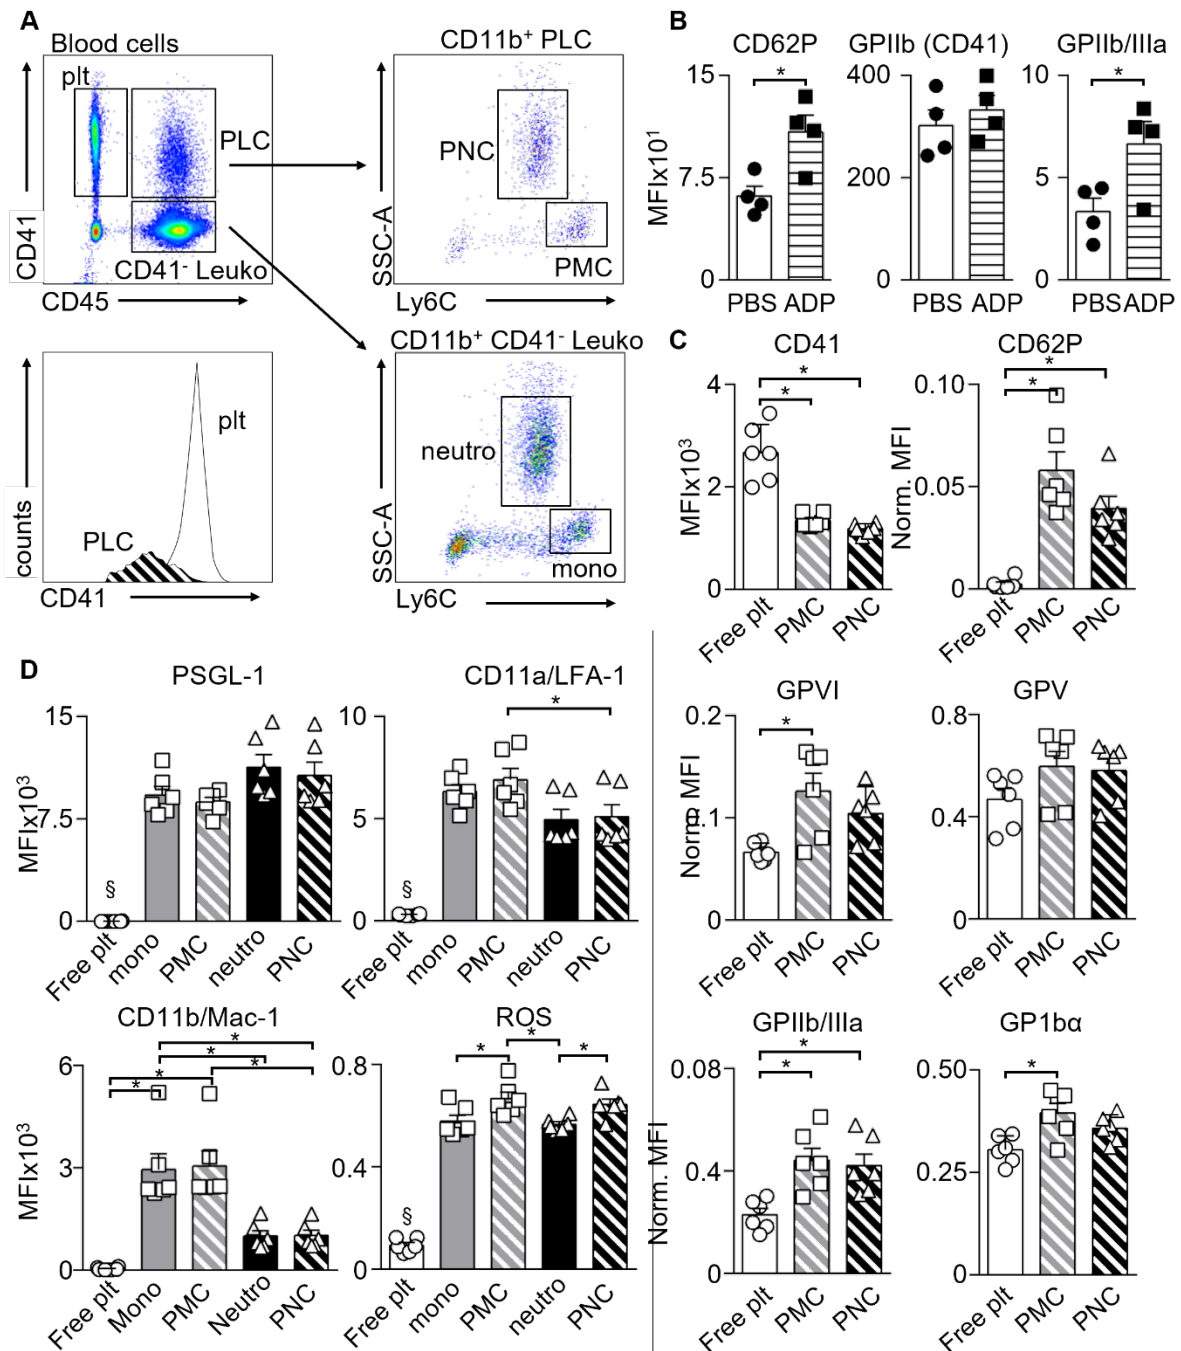 A
Blood cells
plt
PLC
CD41⁻ Leuko
CD41
CD45
CD11b⁺ PLC
PNC
PMC
SSC-A
Ly6C
counts
plt
PLC
CD41
CD11b⁺ CD41⁻ Leuko
neutro
mono
SSC-A
Ly6C
B
CD62P
GPIIb (CD41)
GPIIb/IIIa
MFIx10¹
15
7.5
0
*
PBS ADP
400
200
0
PBS ADP
10
5
0
*
PBS ADP
C
CD41
MFIx10³
4
2
0
*
*
Free plt
PMC
PNC
CD62P
Norm. MFI
0.10
0.05
0
*
*
Free plt
PMC
PNC
GPVI
Norm. MFI
0.2
0.1
0
*
Free plt
PMC
PNC
GPV
0.8
0.4
0
Free plt
PMC
PNC
GPIIb/IIIa
Norm. MFI
0.08
0.4
0
*
*
Free plt
PMC
PNC
GP1bα
0.50
0.25
0
*
Free plt
PMC
PNC
D
PSGL-1
MFIx10³
15
7.5
0
§
Free plt
mono
PMC
neutro
PNC
CD11a/LFA-1
10
5
0
*
§
Free plt
mono
PMC
neutro
PNC
CD11b/Mac-1
MFIx10³
6
3
0
*
*
*
*
*
Free plt
Mono
PMC
Neutro
PNC
ROS
0.8
0.4
0
*
*
*
§
Free plt
mono
PMC
neutro
PNC